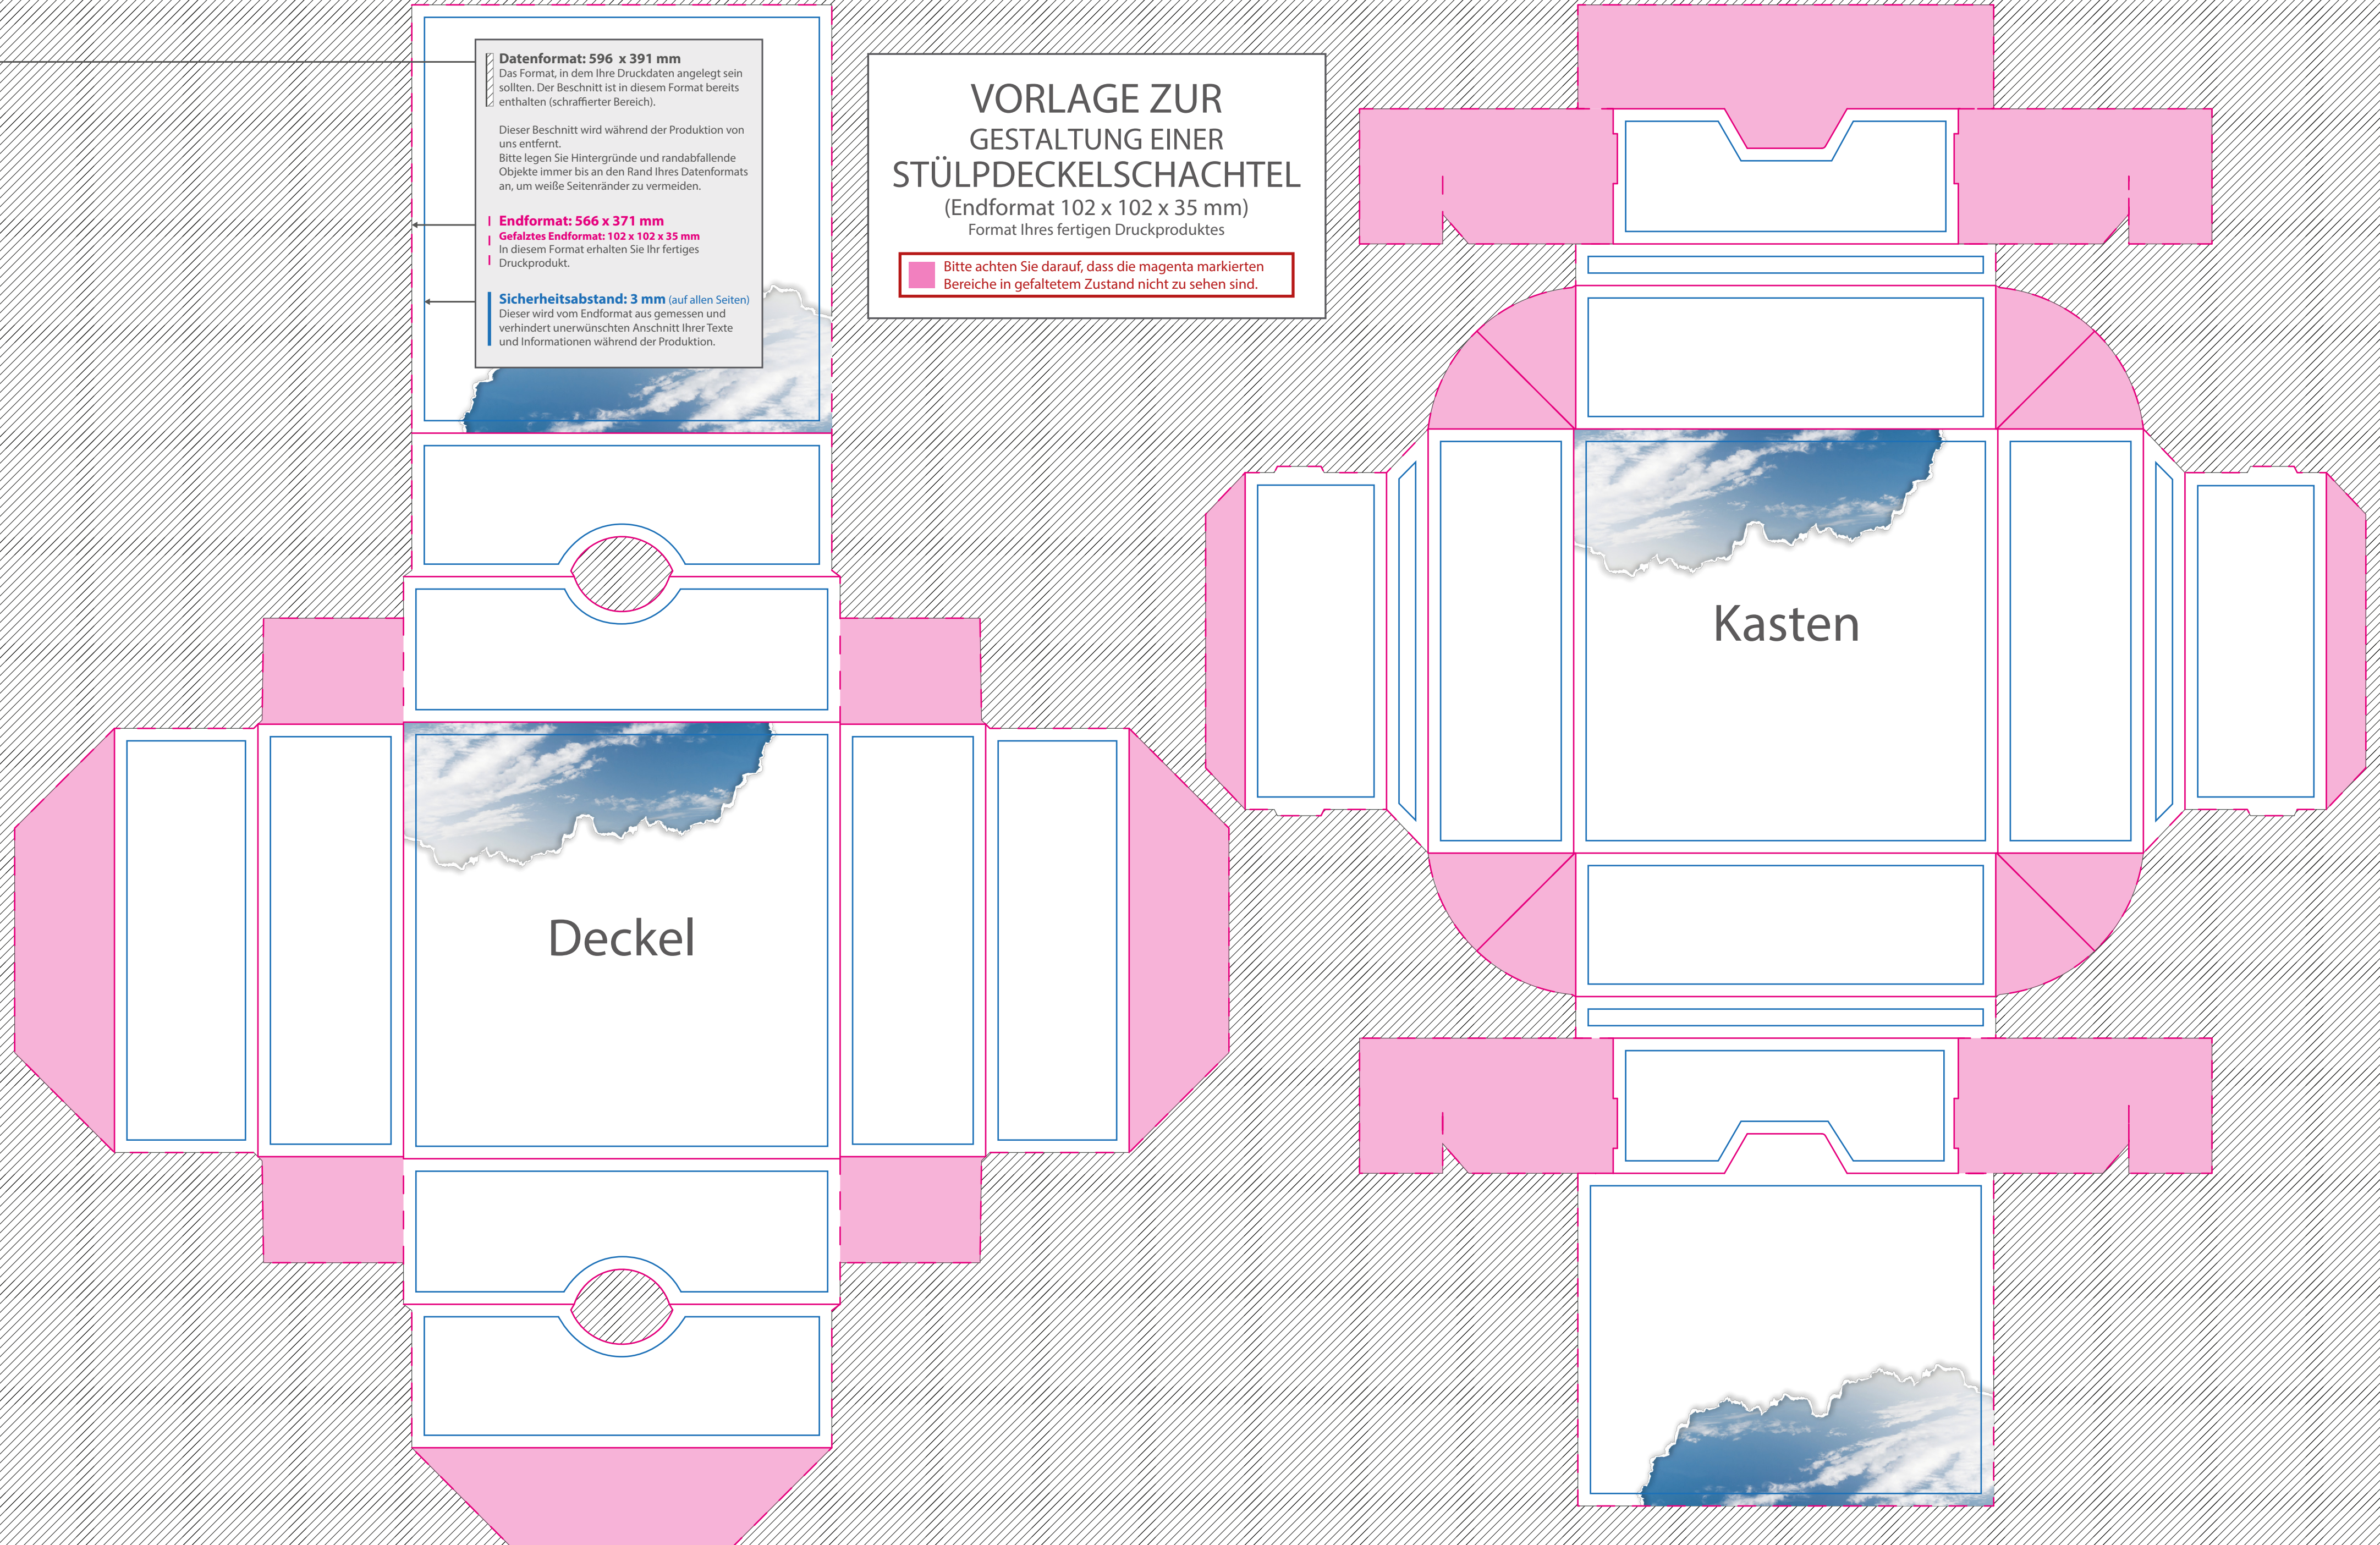 Datenformat: 596 x 391 mm
Das Format, in dem Ihre Druckdaten angelegt sein
sollten. Der Beschnitt ist in diesem Format bereits
enthalten (schraffierter Bereich).
Dieser Beschnitt wird während der Produktion von
uns entfernt.
Bitte legen Sie Hintergründe und randabfallende
Objekte immer bis an den Rand Ihres Datenformats
an, um weiße Seitenränder zu vermeiden.
Endformat: 566 x 371 mm
Gefalztes Endformat: 102 x 102 x 35 mm
In diesem Format erhalten Sie Ihr fertiges
Druckprodukt.
Sicherheitsabstand: 3 mm (auf allen Seiten)
Dieser wird vom Endformat aus gemessen und
verhindert unerwünschten Anschnitt Ihrer Texte
und Informationen während der Produktion.
VORLAGE ZUR
GESTALTUNG EINER
STÜLPDECKELSCHACHTEL
(Endformat 102 x 102 x 35 mm)
Format Ihres fertigen Druckproduktes
Bitte achten Sie darauf, dass die magenta markierten
Bereiche in gefaltetem Zustand nicht zu sehen sind.
Kasten
Deckel